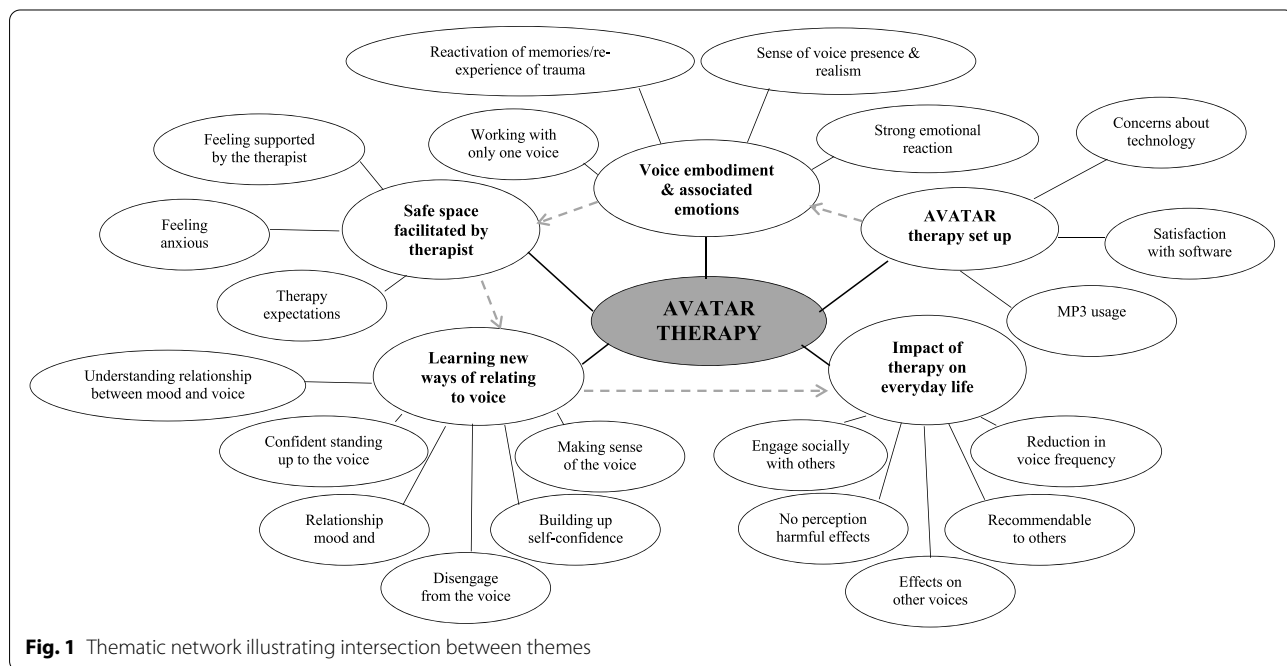 Reactivation of memories/re-
experience of trauma
Sense of voice presence &
realism
Feeling supported
by the therapist
Working with
only one voice
Strong emotional
reaction
Concerns about
technology
Voice embodiment
& associated
emotions
Safe space
facilitated by
therapist
AVATAR
therapy set up
Feeling
anxious
Satisfaction
with software
Therapy
expectations
MP3 usage
AVATAR
THERAPY
Learning new
ways of relating
to voice
Impact of
therapy on
everyday life
Understanding relationship
between mood and voice
Confident standing
up to the voice
Making sense
of the voice
Engage socially
with others
Reduction in
voice frequency
Relationship
mood and
Building up
self-confidence
No perception
harmful effects
Recommendable
to others
Disengage
from the voice
Effects on
other voices
Fig. 1 Thematic network illustrating intersection between themes